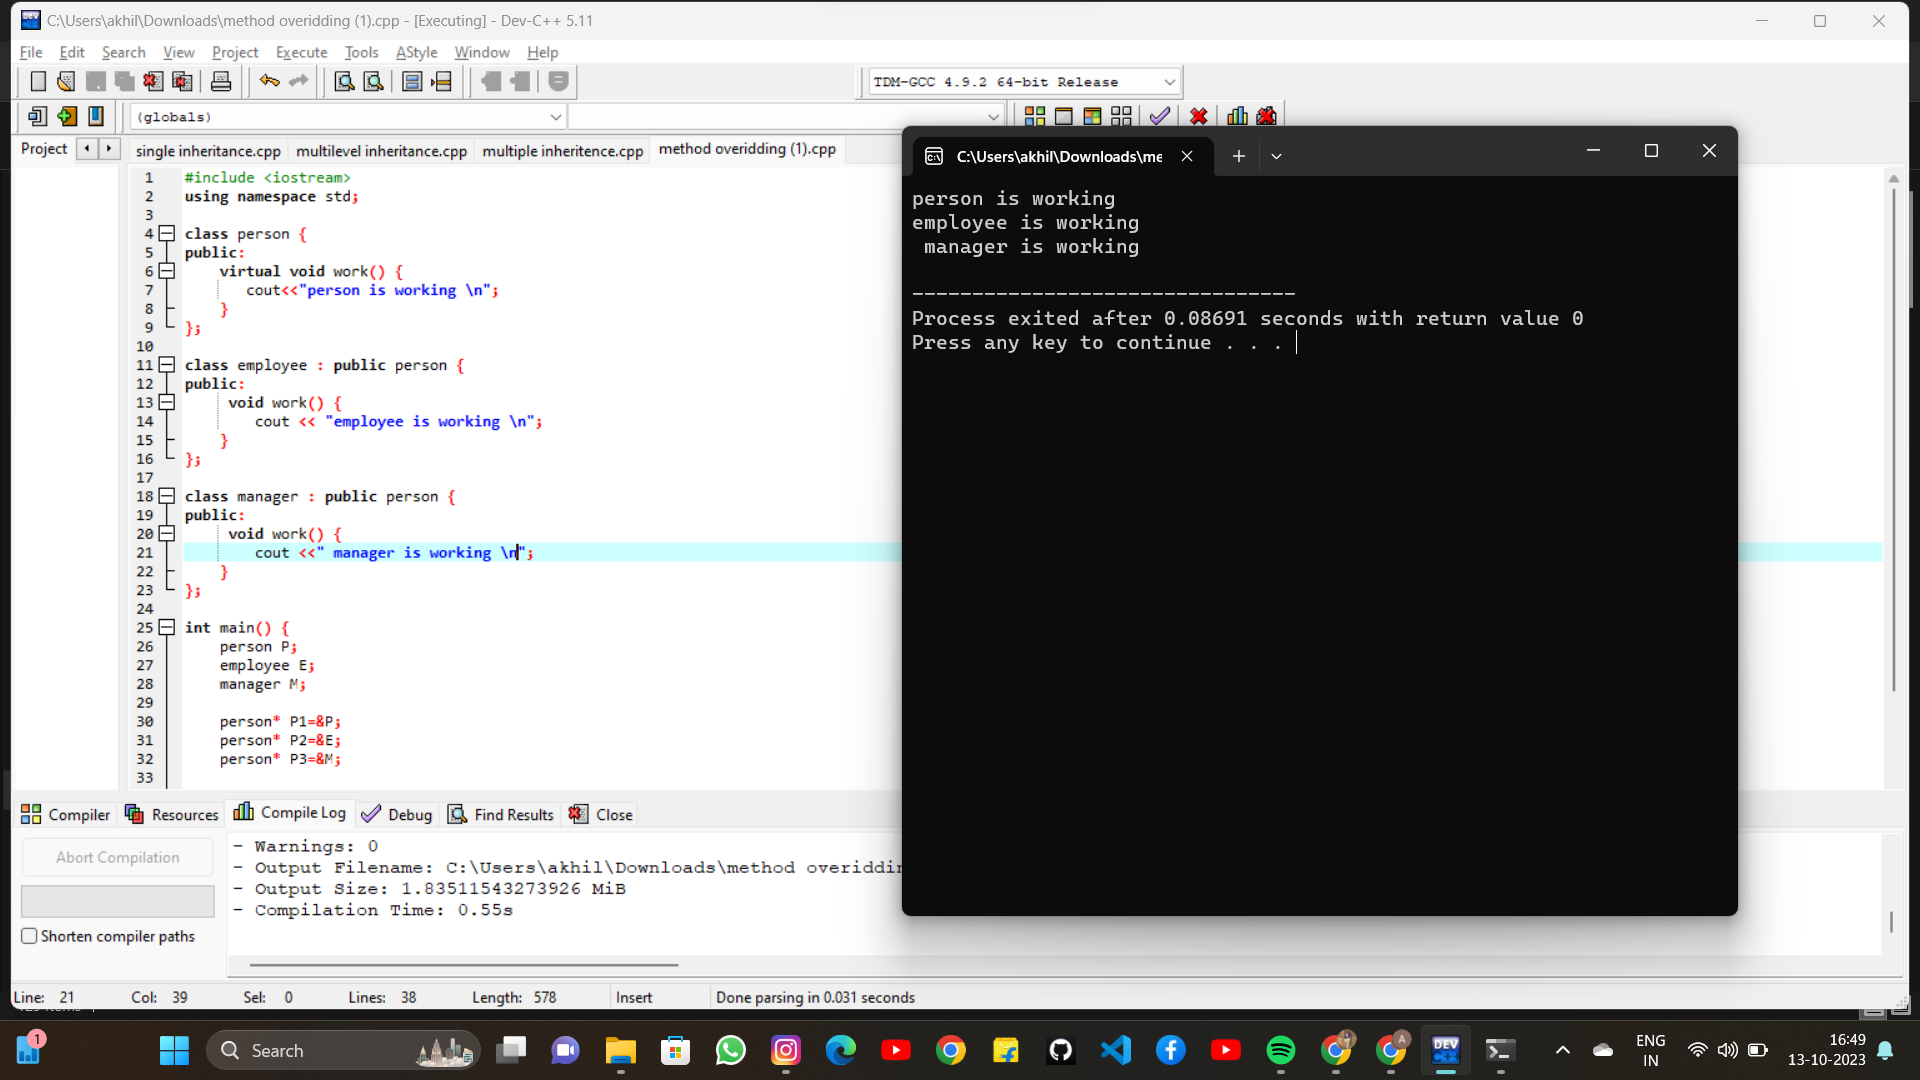 C:\Users\akhil\Downloads\method overidding (1).cpp - [Executing] - Dev-C++ 5.11
File Edit Search View Project Execute Tools AStyle Window Help
TDM-GCC 4.9.2 64-bit Release
(globals)
Project
single inheritance.cpp multilevel inheritance.cpp multiple inheritence.cpp method overidding (1).cpp
1 #include <iostream>
2 using namespace std;
3
4 class person {
5 public:
6 virtual void work() {
7 cout<<"person is working \n";
8 }
9 };
10
11 class employee : public person {
12 public:
13 void work() {
14 cout << "employee is working \n";
15 }
16 };
17
18 class manager : public person {
19 public:
20 void work() {
21 cout <<" manager is working \n";
22 }
23 };
24
25 int main() {
26 person P;
27 employee E;
28 manager M;
29
30 person* P1=&P;
31 person* P2=&E;
32 person* P3=&M;
33
C:\Users\akhil\Downloads\me
person is working
employee is working
 manager is working
--------------------------------
Process exited after 0.08691 seconds with return value 0
Press any key to continue . . .
Compiler Resources Compile Log Debug Find Results Close
Abort Compilation
Shorten compiler paths
- Warnings: 0
- Output Filename: C:\Users\akhil\Downloads\method overiddin
- Output Size: 1.83511543273926 MiB
- Compilation Time: 0.55s
Line: 21 Col: 39 Sel: 0 Lines: 38 Length: 578 Insert Done parsing in 0.031 seconds
1
Search
DEV
ENG
IN
16:49
13-10-2023